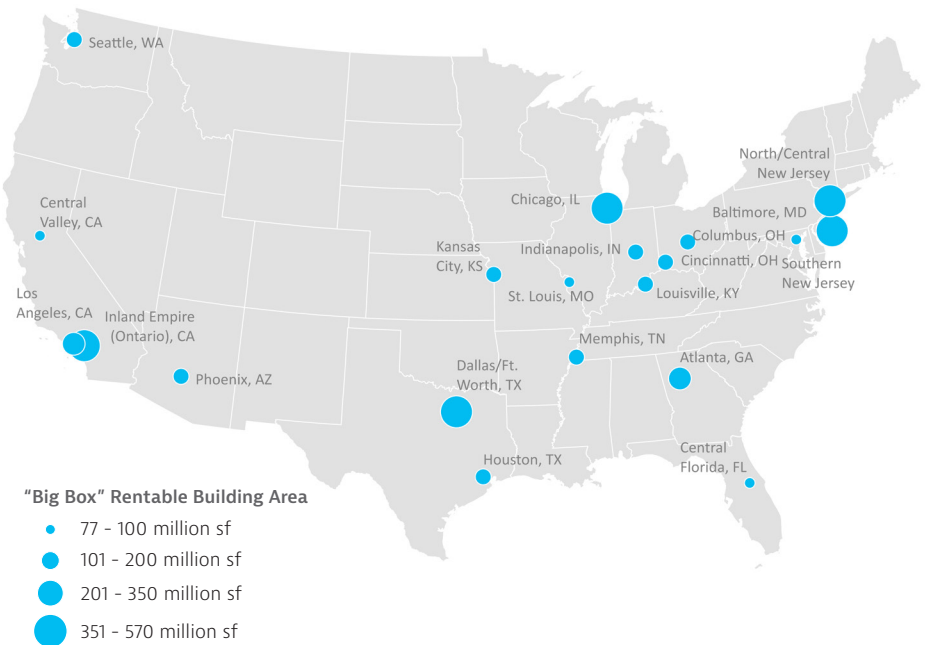 Seattle, WA
North/Central
New Jersey
Central
Valley, CA
Chicago, IL
Baltimore, MD
Columbus, OH
Kansas
City, KS
Indianapolis, IN
Cincinnatti, OH
Southern
New Jersey
St. Louis, MO
Louisville, KY
Los
Angeles, CA
Inland Empire
(Ontario), CA
Memphis, TN
Atlanta, GA
Dallas/Ft.
Worth, TX
Phoenix, AZ
Central
Florida, FL
Houston, TX
"Big Box" Rentable Building Area
77 - 100 million sf
101 - 200 million sf
201 - 350 million sf
351 - 570 million sf